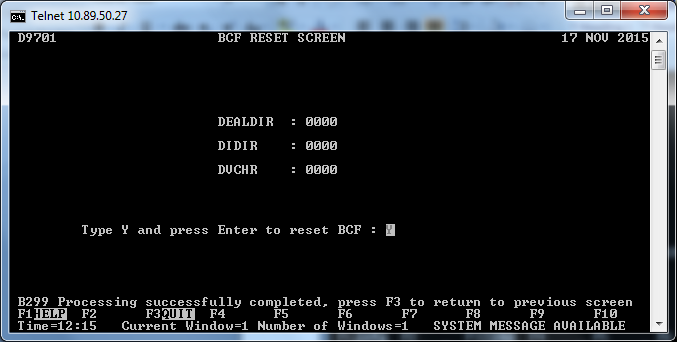 Telnet 10.89.50.27
D9701 BCF RESET SCREEN 17 NOV 2015
DEALDIR : 0000
DIDIR : 0000
DVCHR : 0000
Type Y and press Enter to reset BCF : Y
B299 Processing successfully completed, press F3 to return to previous screen
F1HELP F2 F3QUIT F4 F5 F6 F7 F8 F9 F10
Time=12:15 Current Window=1 Number of Windows=1 SYSTEM MESSAGE AVAILABLE